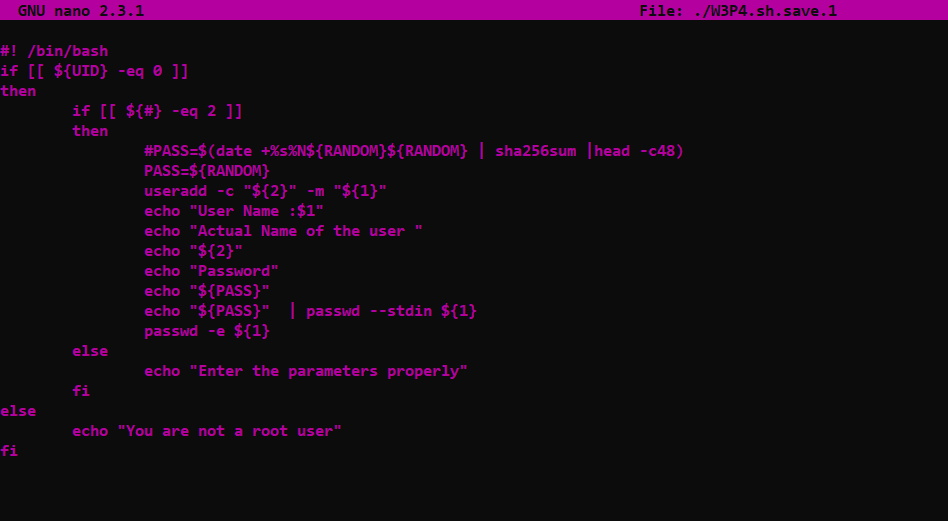 GNU nano 2.3.1 File: ./W3P4.sh.save.1
#! /bin/bash
if [[ ${UID} -eq 0 ]]
then
if [[ ${#} -eq 2 ]]
then
#PASS=$(date +%s%N${RANDOM}${RANDOM} | sha256sum |head -c48)
PASS=${RANDOM}
useradd -c "${2}" -m "${1}"
echo "User Name :$1"
echo "Actual Name of the user "
echo "${2}"
echo "Password"
echo "${PASS}"
echo "${PASS}"  | passwd --stdin ${1}
passwd -e ${1}
else
echo "Enter the parameters properly"
fi
else
echo "You are not a root user"
fi